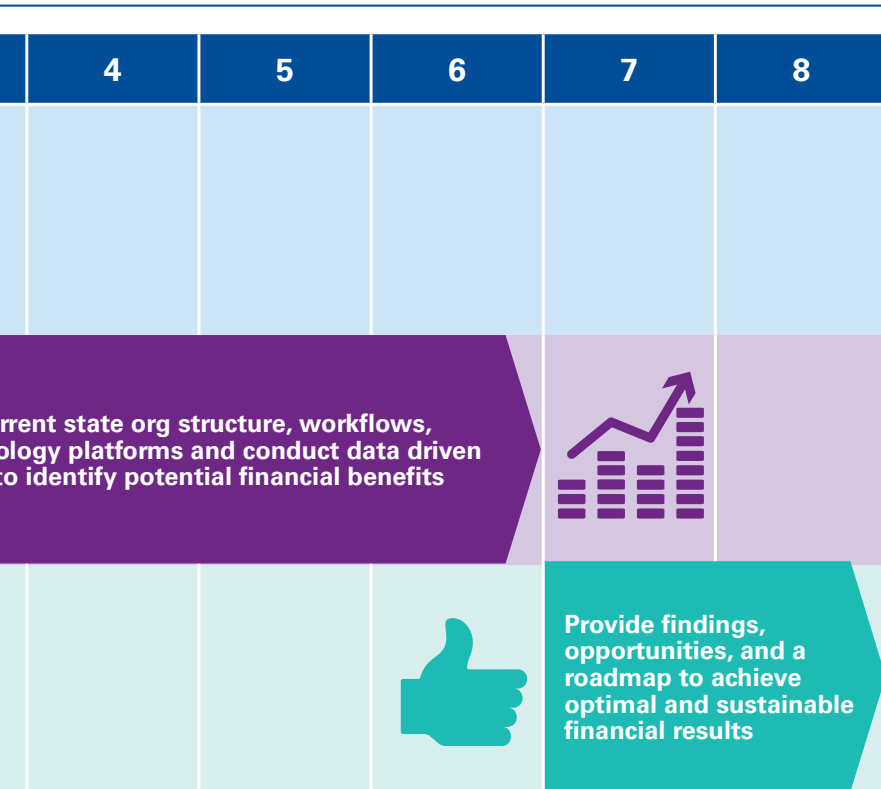 4 5 6 7 8
rrent state org structure, workflows,
ology platforms and conduct data driven
to identify potential financial benefits
Provide findings,
opportunities, and a
roadmap to achieve
optimal and sustainable
financial results